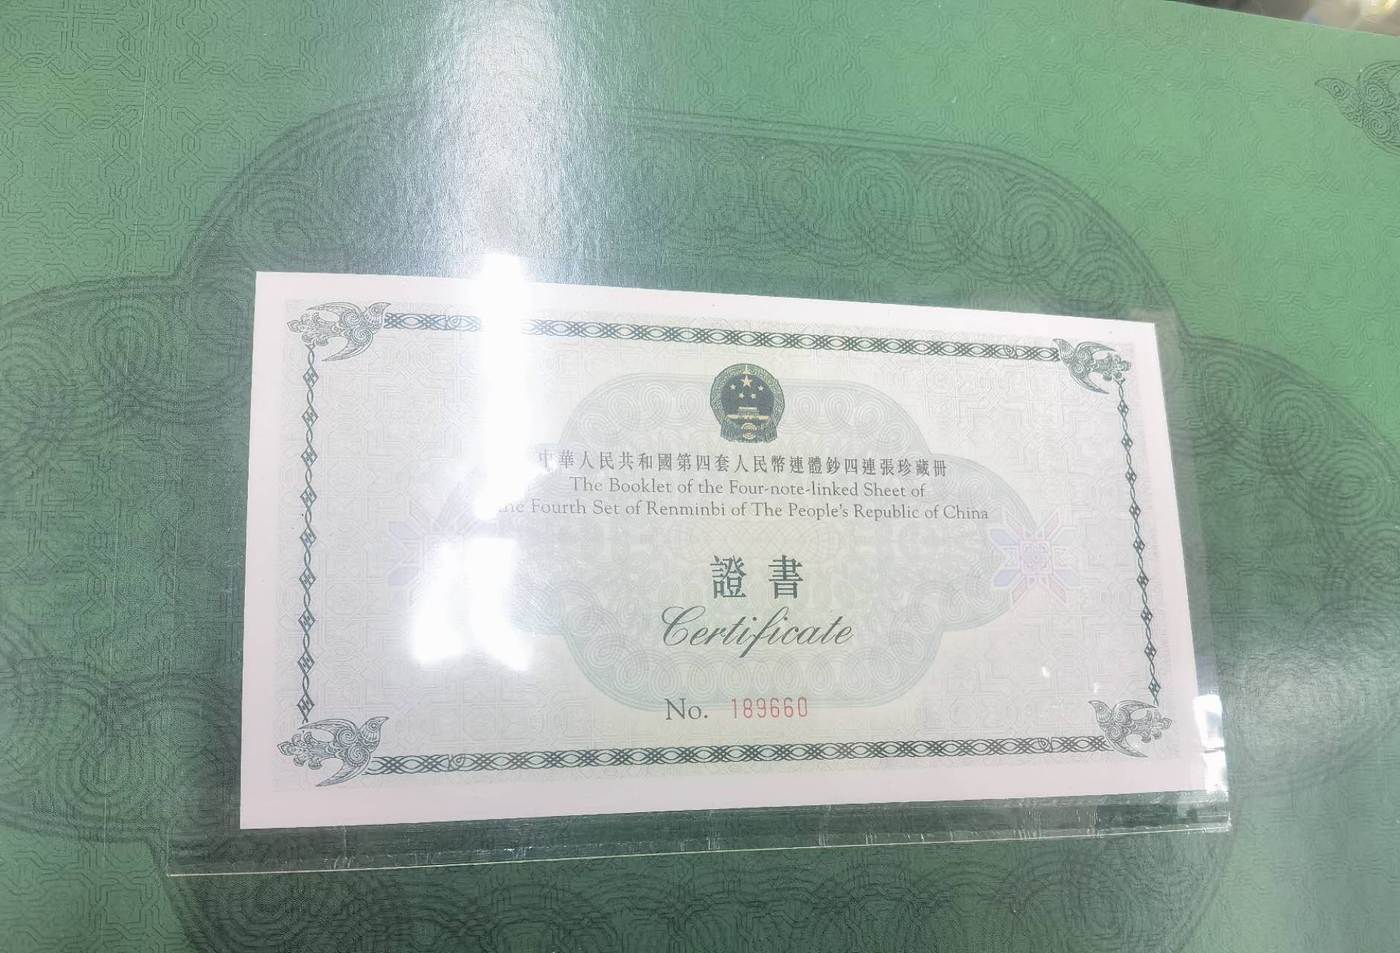 中華人民共和國第四套人民幣連體鈔四連張珍藏冊
The Booklet of the Four-note-linked Sheet of
the Fourth Set of Renminbi of The People's Republic of China
證書
Certificate
No. 189660